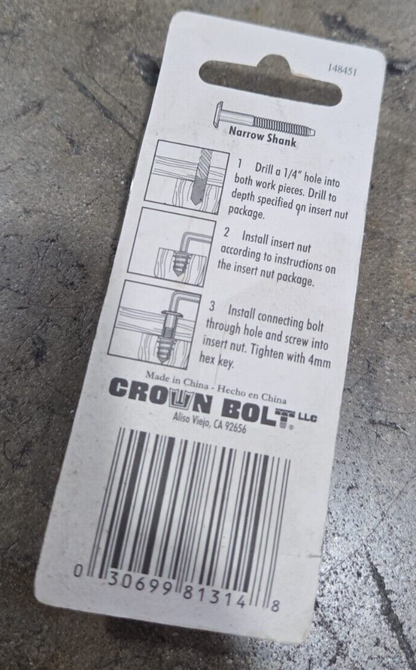 148451
Narrow Shank
1 Drill a 1/4" hole into
both work pieces. Drill to
depth specified on insert nut
package.
2 Install insert nut
according to instructions on
the insert nut package.
3 Install connecting bolt
through hole and screw into
insert nut. Tighten with 4mm
hex key.
Made in China - Hecho en China
CROWN BOLT LLC
Aliso Viejo, CA 92656
0 30699 81314 8